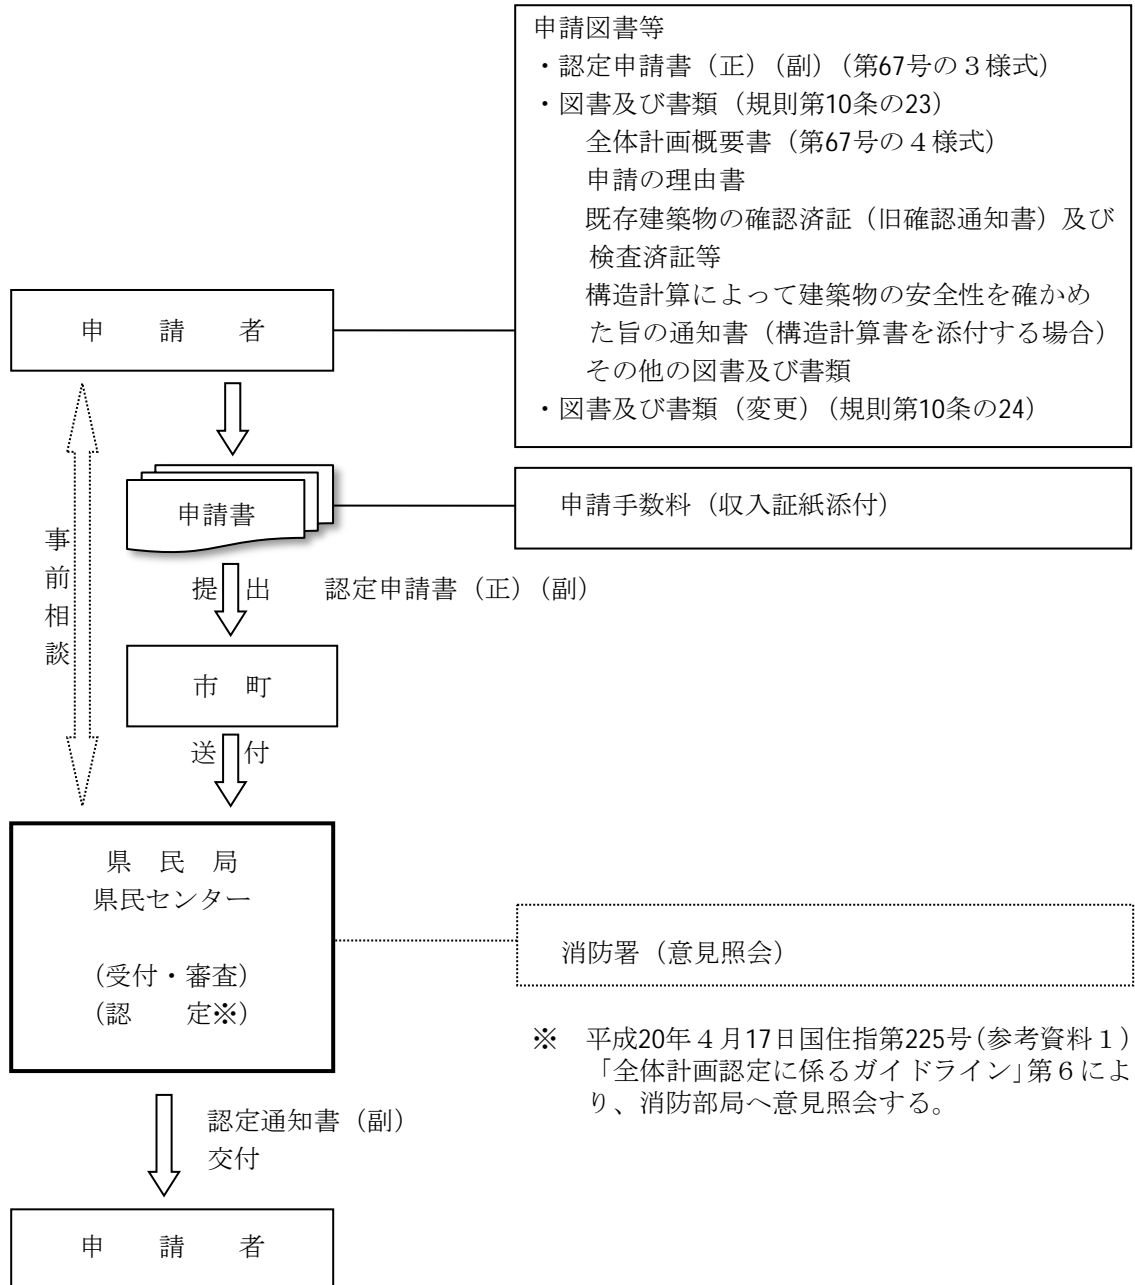 申請図書等
・認定申請書（正）（副）（第67号の３様式）
・図書及び書類（規則第10条の23）
全体計画概要書（第67号の４様式）
申請の理由書
既存建築物の確認済証（旧確認通知書）及び
検査済証等
構造計算によって建築物の安全性を確かめ
た旨の通知書（構造計算書を添付する場合）
その他の図書及び書類
・図書及び書類（変更）（規則第10条の24）
申　請　者
申請書
申請手数料（収入証紙添付）
事前相談
提出　認定申請書（正）（副）
市　町
送付
県　民　局
県民センター
（受付・審査）
（認　　定※）
消防署（意見照会）
※　平成20年４月17日国住指第225号（参考資料１）
「全体計画認定に係るガイドライン」第６によ
り、消防部局へ意見照会する。
認定通知書（副）
交付
申　請　者